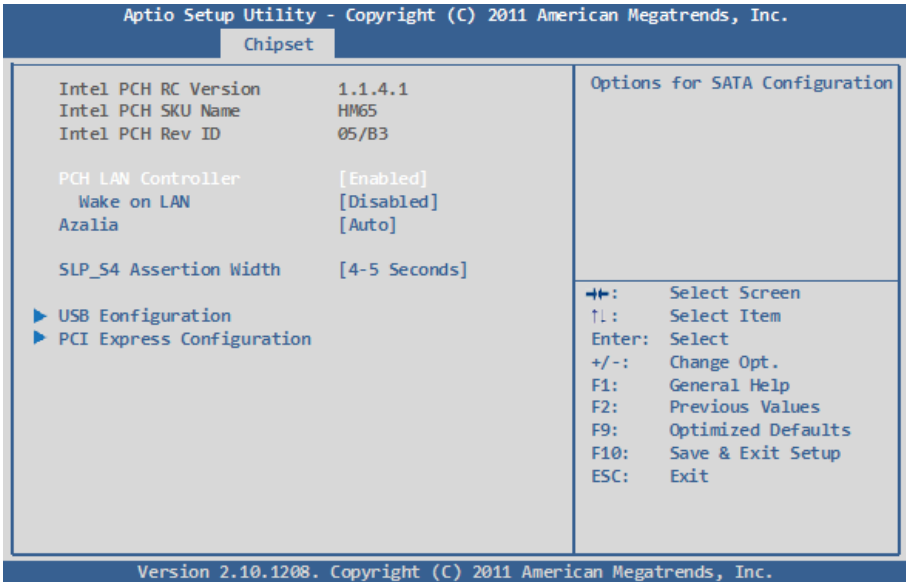 Aptio Setup Utility - Copyright (C) 2011 American Megatrends, Inc.
Chipset
Intel PCH RC Version 1.1.4.1
Intel PCH SKU Name HM65
Intel PCH Rev ID 05/B3
PCH LAN Controller [Enabled]
Wake on LAN [Disabled]
Azalia [Auto]
SLP_S4 Assertion Width [4-5 Seconds]
USB Eonfiguration
PCI Express Configuration
Options for SATA Configuration
→←: Select Screen
↑↓: Select Item
Enter: Select
+/-: Change Opt.
F1: General Help
F2: Previous Values
F9: Optimized Defaults
F10: Save & Exit Setup
ESC: Exit
Version 2.10.1208. Copyright (C) 2011 American Megatrends, Inc.